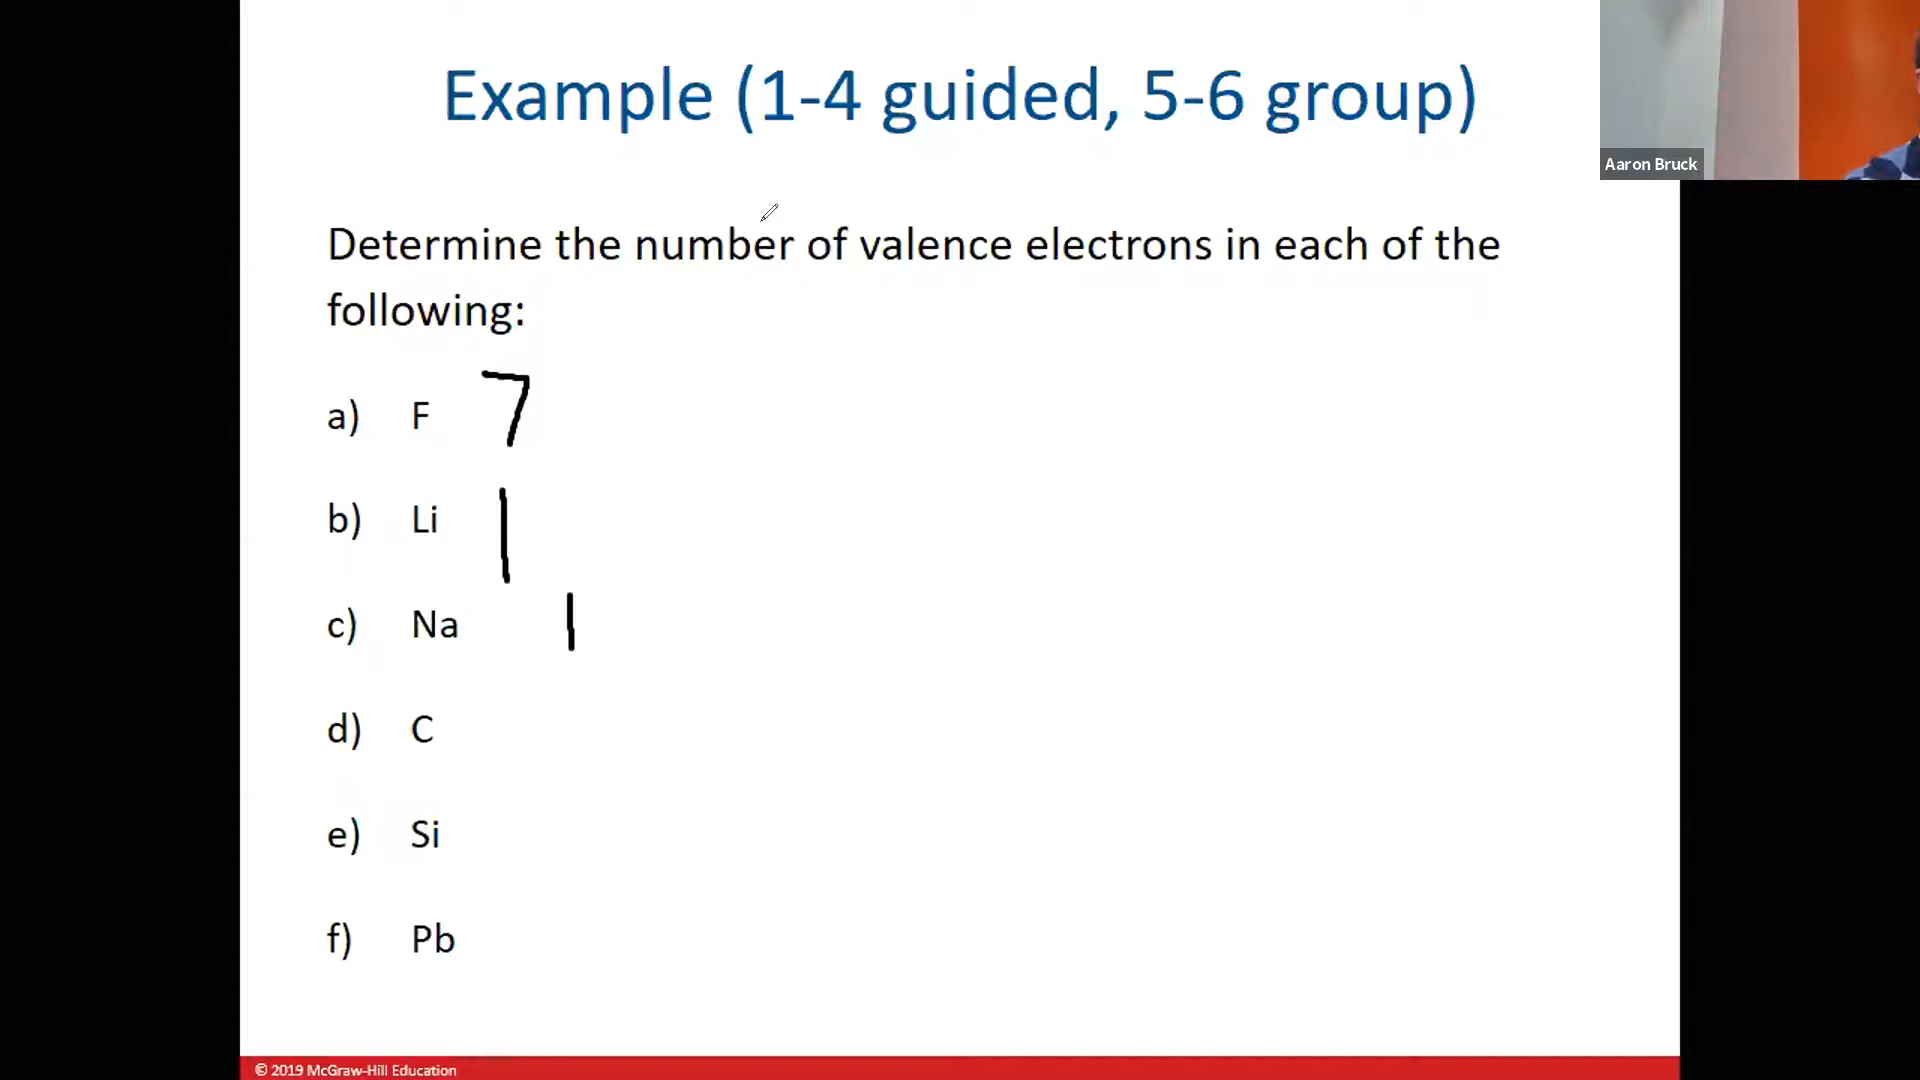 Example (1-4 guided, 5-6 group)
Aaron Bruck
Determine the number of valence electrons in each of the
following:
a) F 7
b) Li 1
c) Na 1
d) C
e) Si
f) Pb
© 2019 McGraw-Hill Education